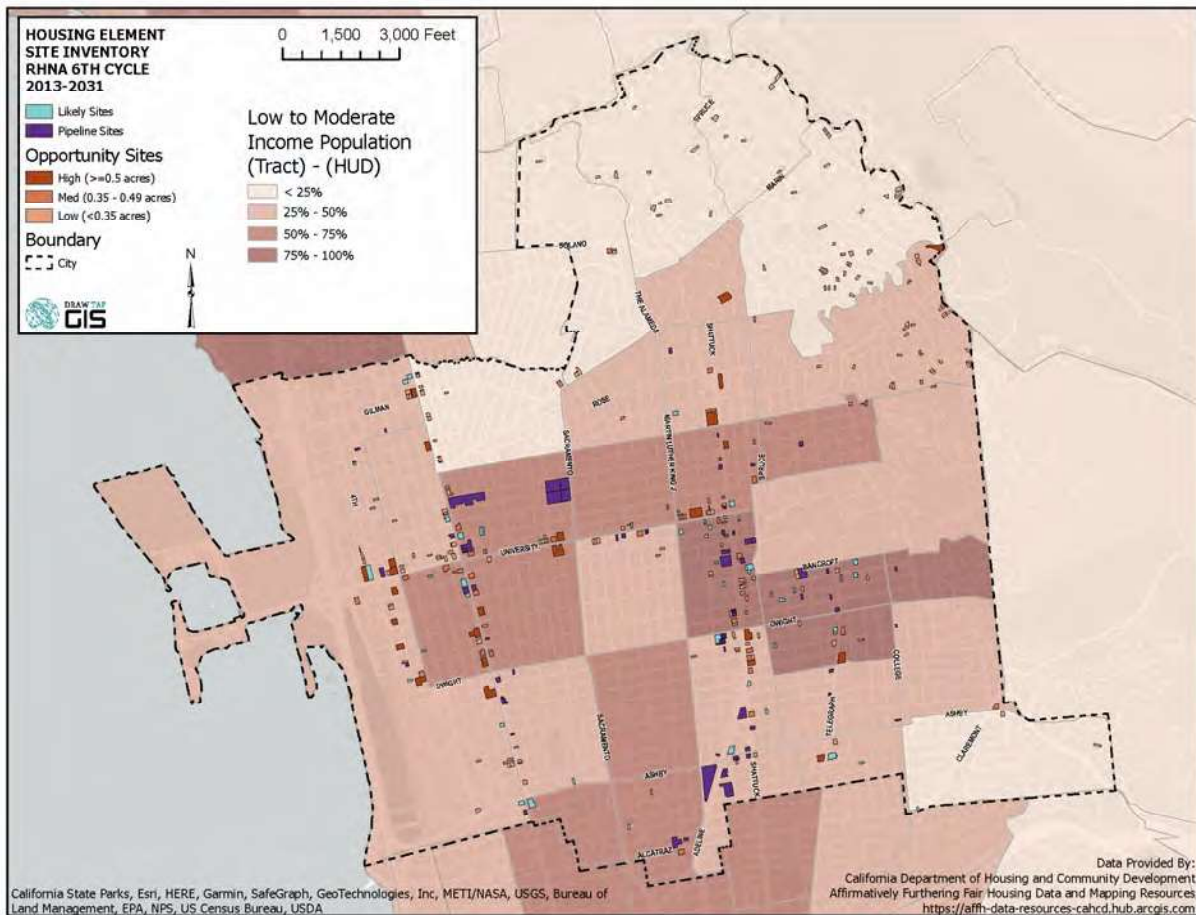 HOUSING ELEMENT
SITE INVENTORY
RHNA 6TH CYCLE
2013-2031
Likely Sites
Pipeline Sites
Opportunity Sites
High (>=0.5 acres)
Med (0.35 - 0.49 acres)
Low (<0.35 acres)
Boundary
City
DRAW TAP
GIS
N
0 1,500 3,000 Feet
Low to Moderate
Income Population
(Tract) - (HUD)
< 25%
25% - 50%
50% - 75%
75% - 100%
SPRUCE
MARIN
SOLANO
THE ALAMEDA
SHATTUCK
GILMAN
ROSE
SACRAMENTO
MARTIN LUTHER KING J
SPRUCE
4TH
UNIVERSITY
BANCROFT
DWIGHT
DWIGHT
COLLEGE
SACRAMENTO
TELEGRAPH
ASHBY
CLAREMONT
ASHBY
SHATTUCK
ALCATRAZ
ADELINE
California State Parks, Esri, HERE, Garmin, SafeGraph, GeoTechnologies, Inc, METI/NASA, USGS, Bureau of
Land Management, EPA, NPS, US Census Bureau, USDA
Data Provided By:
California Department of Housing and Community Development
Affirmatively Furthering Fair Housing Data and Mapping Resources
https://affh-data-resources-cahcd.hub.arcgis.com